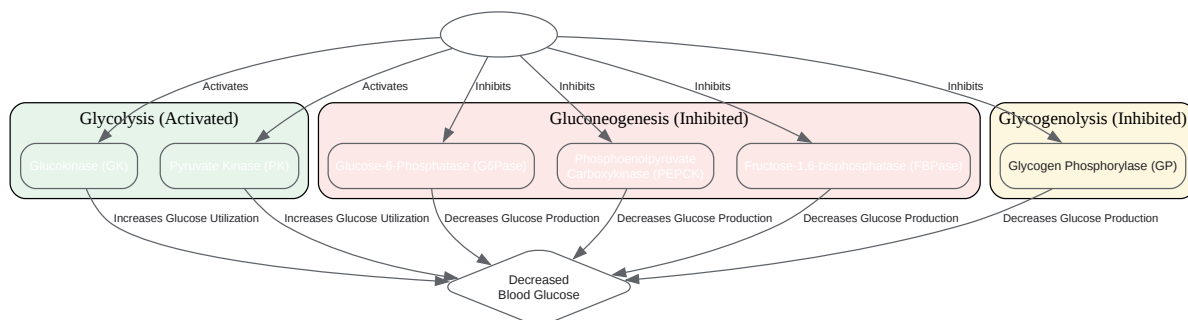 Activates
Activates
Inhibits
Inhibits
Inhibits
Inhibits
Glycolysis (Activated)
Gluconeogenesis (Inhibited)
Glycogenolysis (Inhibited)
Glucokinase (GK)
Pyruvate Kinase (PK)
Glucose-6-Phosphatase (G6Pase)
Phosphoenolpyruvate
Carboxykinase (PEPCK)
Fructose-1,6-bisphosphatase (FBPase)
Glycogen Phosphorylase (GP)
Increases Glucose Utilization
Increases Glucose Utilization
Decreases Glucose Production
Decreases Glucose Production
Decreases Glucose Production
Decreases Glucose Production
Decreased
Blood Glucose